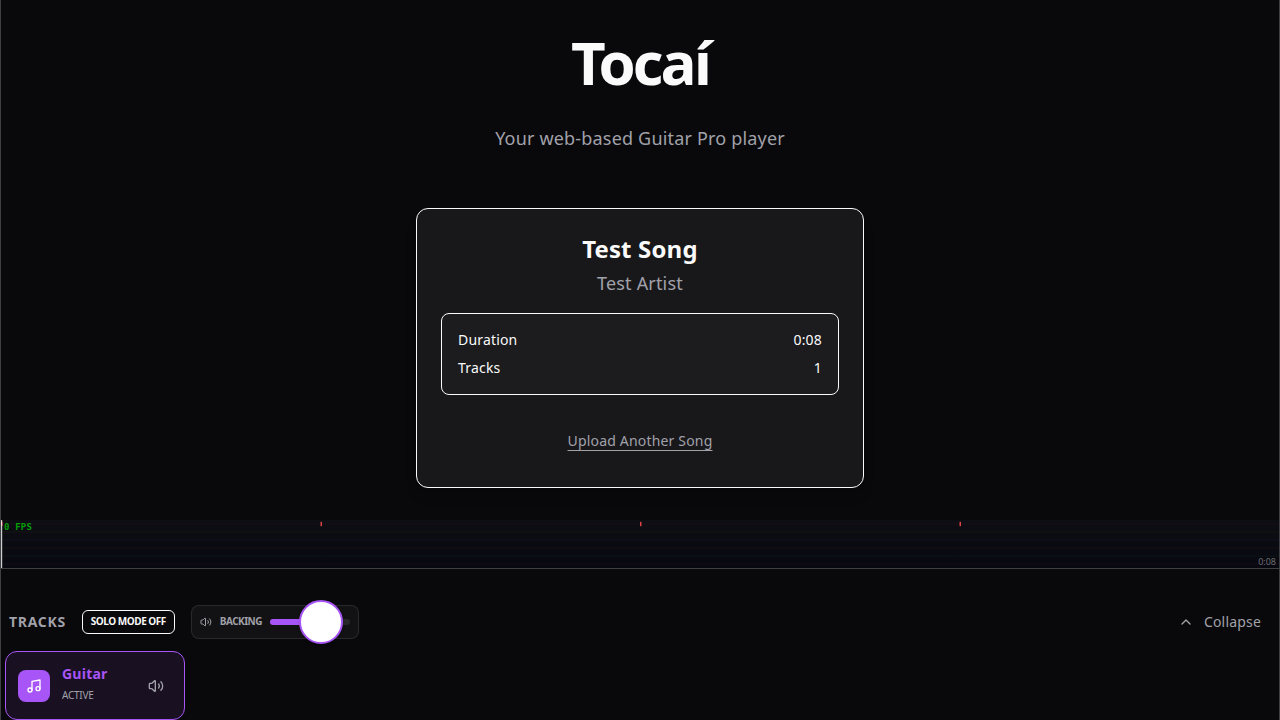 Tocaí
Your web-based Guitar Pro player
Test Song
Test Artist
Duration 0:08
Tracks 1
Upload Another Song
0 FPS
0:08
TRACKS SOLO MODE OFF BACKING Collapse
Guitar
ACTIVE